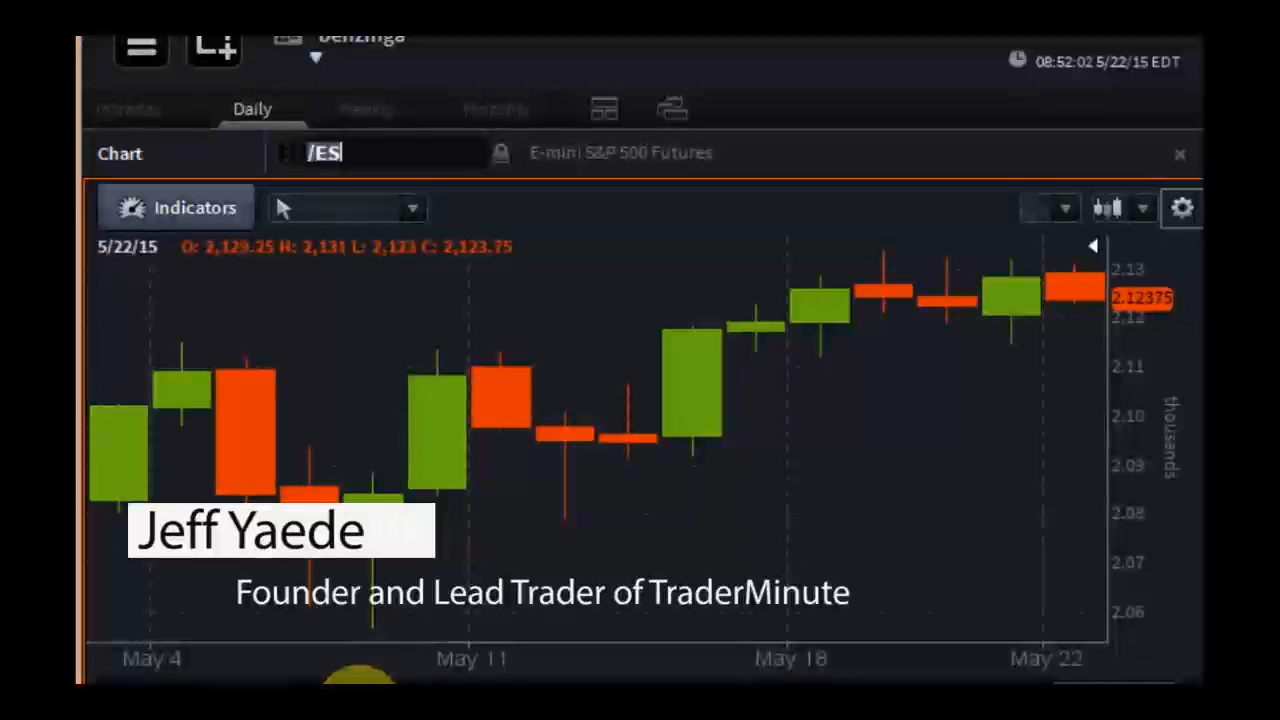 benzinga
08:52:02 5/22/15 EDT
Intraday Daily Weekly Monthly
Chart /ES E-mini S&P 500 Futures
Indicators
5/22/15 O: 2,129.25 H: 2,131 L: 2,123 C: 2,123.75
2.13
2.12375
2.12
2.11
2.10
2.09
2.08
2.07
2.06
thousands
Jeff Yaede
Founder and Lead Trader of TraderMinute
May 4 May 11 May 18 May 22